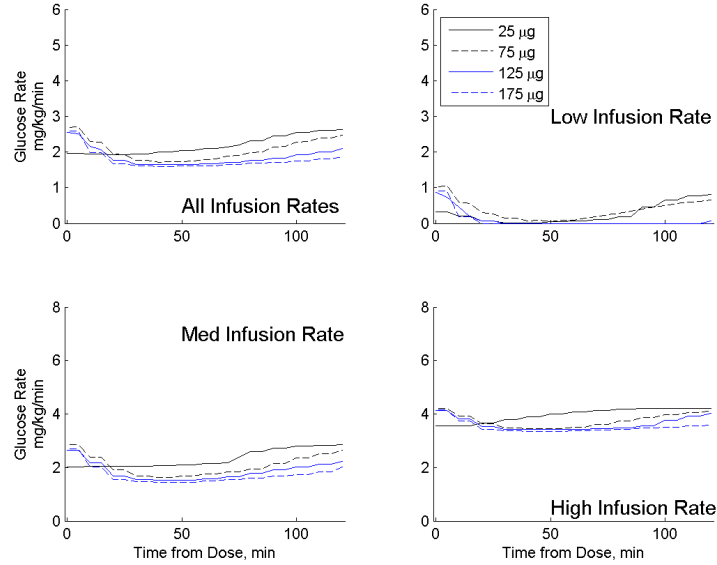 6
5
4
3
2
1
0
Glucose Rate
mg/kg/min
All Infusion Rates
0
50
100
6
5
4
3
2
1
0
25 μg
75 μg
125 μg
175 μg
Low Infusion Rate
0
50
100
8
6
4
2
0
Glucose Rate
mg/kg/min
Med Infusion Rate
0
50
100
Time from Dose, min
8
6
4
2
0
High Infusion Rate
0
50
100
Time from Dose, min